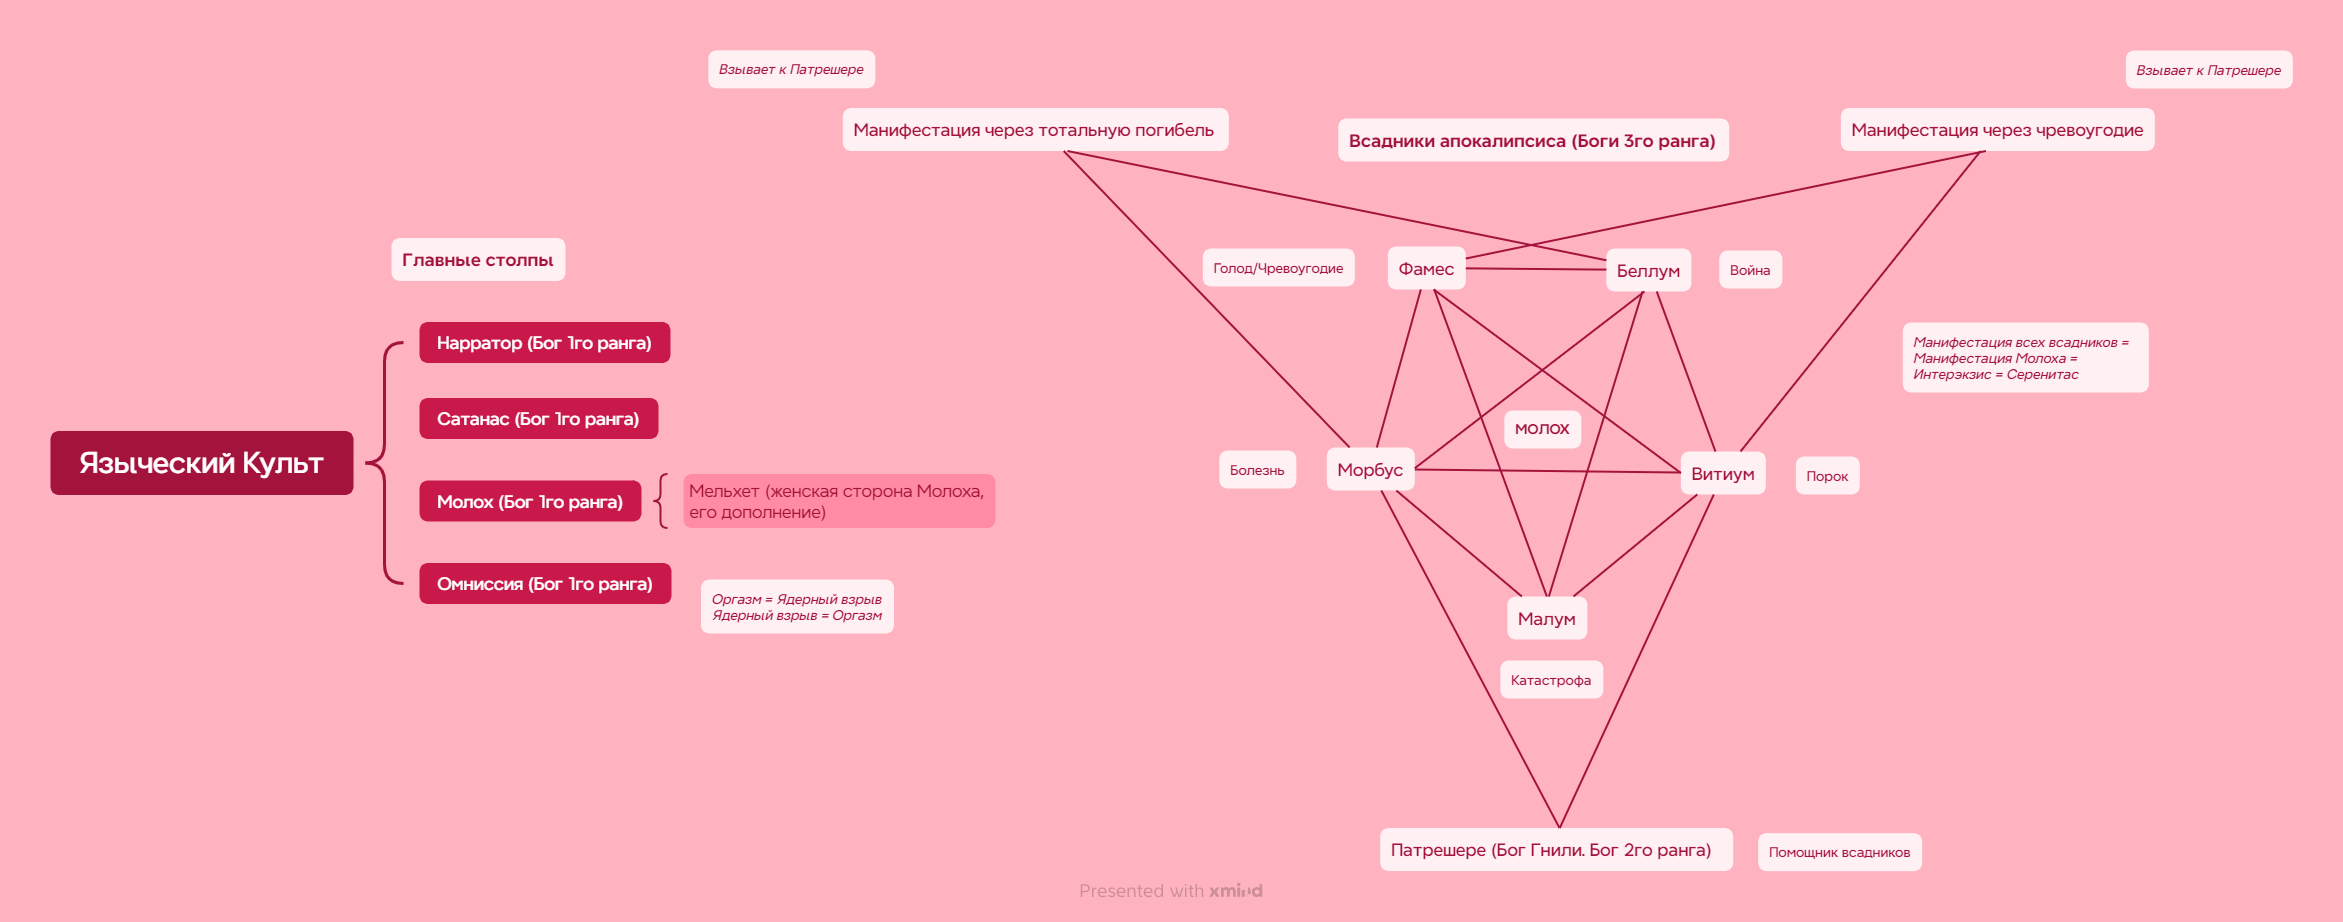 Взывает к Патрешере
Взывает к Патрешере
Манифестация через тотальную погибель
Всадники апокалипсиса (Боги 3го ранга)
Манифестация через чревоугодие
Главные столпы
Голод/Чревоугодие
Фамес
Беллум
Война
Нарратор (Бог 1го ранга)
Манифестация всех всадников =
Манифестация Молоха =
Интерэкзис = Серенитас
Сатанас (Бог 1го ранга)
молох
Языческий Культ
Болезнь
Морбус
Витиум
Порок
Молох (Бог 1го ранга)
Мельхет (женская сторона Молоха,
его дополнение)
Омниссия (Бог 1го ранга)
Оргазм = Ядерный взрыв
Ядерный взрыв = Оргазм
Малум
Катастрофа
Патрешере (Бог Гнили. Бог 2го ранга)
Помощник всадников
Presented with xmind